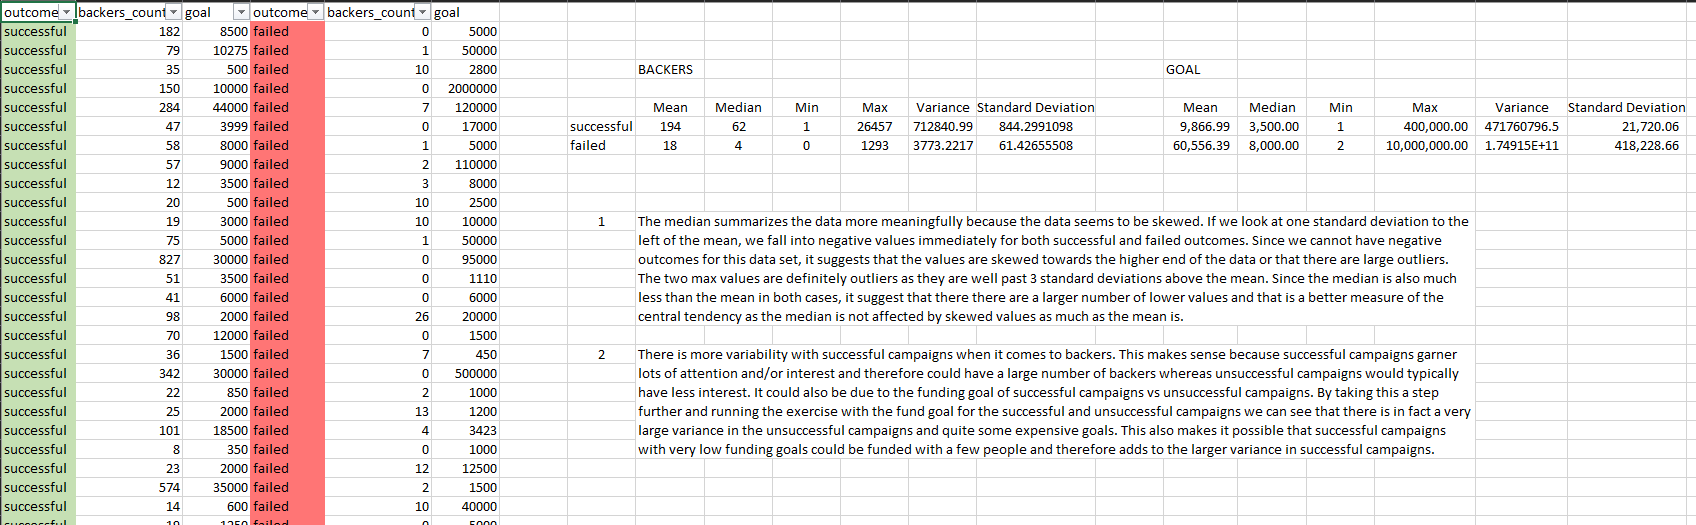 outcome backers_count goal outcome backers_count goal
successful 182 8500 failed 0 5000
successful 79 10275 failed 1 50000
successful 35 500 failed 10 2800 BACKERS GOAL
successful 150 10000 failed 0 2000000
successful 284 44000 failed 7 120000 Mean Median Min Max Variance Standard Deviation Mean Median Min Max Variance Standard Deviation
successful 47 3999 failed 0 17000 successful 194 62 1 26457 712840.99 844.2991098 9,866.99 3,500.00 1 400,000.00 471760796.5 21,720.06
successful 58 8000 failed 1 5000 failed 18 4 0 1293 3773.2217 61.42655508 60,556.39 8,000.00 2 10,000,000.00 1.74915E+11 418,228.66
successful 57 9000 failed 2 110000
successful 12 3500 failed 3 8000
successful 20 500 failed 10 2500
successful 19 3000 failed 10 10000 1 The median summarizes the data more meaningfully because the data seems to be skewed. If we look at one standard deviation to the
successful 75 5000 failed 1 50000 left of the mean, we fall into negative values immediately for both successful and failed outcomes. Since we cannot have negative
successful 827 30000 failed 0 95000 outcomes for this data set, it suggests that the values are skewed towards the higher end of the data or that there are large outliers.
successful 51 3500 failed 0 1110 The two max values are definitely outliers as they are well past 3 standard deviations above the mean. Since the median is also much
successful 41 6000 failed 0 6000 less than the mean in both cases, it suggest that there there are a larger number of lower values and that is a better measure of the
successful 98 2000 failed 26 20000 central tendency as the median is not affected by skewed values as much as the mean is.
successful 70 12000 failed 0 1500
successful 36 1500 failed 7 450 2 There is more variability with successful campaigns when it comes to backers. This makes sense because successful campaigns garner
successful 342 30000 failed 0 500000 lots of attention and/or interest and therefore could have a large number of backers whereas unsuccessful campaigns would typically
successful 22 850 failed 2 1000 have less interest. It could also be due to the funding goal of successful campaigns vs unsuccessful campaigns. By taking this a step
successful 25 2000 failed 13 1200 further and running the exercise with the fund goal for the successful and unsuccessful campaigns we can see that there is in fact a very
successful 101 18500 failed 4 3423 large variance in the unsuccessful campaigns and quite some expensive goals. This also makes it possible that successful campaigns
successful 8 350 failed 0 1000 with very low funding goals could be funded with a few people and therefore adds to the larger variance in successful campaigns.
successful 23 2000 failed 12 12500
successful 574 35000 failed 2 1500
successful 14 600 failed 10 40000
successful 19 1250 failed 0 5000